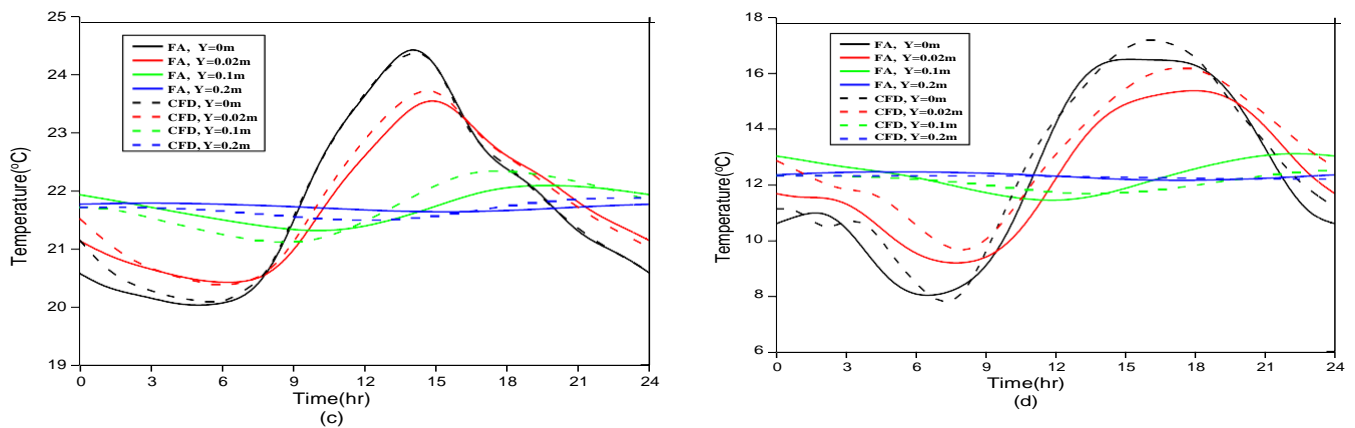 25
24
23
22
21
20
19
Temperature(ºC)
FA, Y=0m
FA, Y=0.02m
FA, Y=0.1m
FA, Y=0.2m
CFD, Y=0m
CFD, Y=0.02m
CFD, Y=0.1m
CFD, Y=0.2m
0 3 6 9 12 15 18 21 24
Time(hr)
(c)
18
16
14
12
10
8
6
Temperature(ºC)
FA, Y=0m
FA, Y=0.02m
FA, Y=0.1m
FA, Y=0.2m
CFD, Y=0m
CFD, Y=0.02m
CFD, Y=0.1m
CFD, Y=0.2m
0 3 6 9 12 15 18 21 24
Time(hr)
(d)